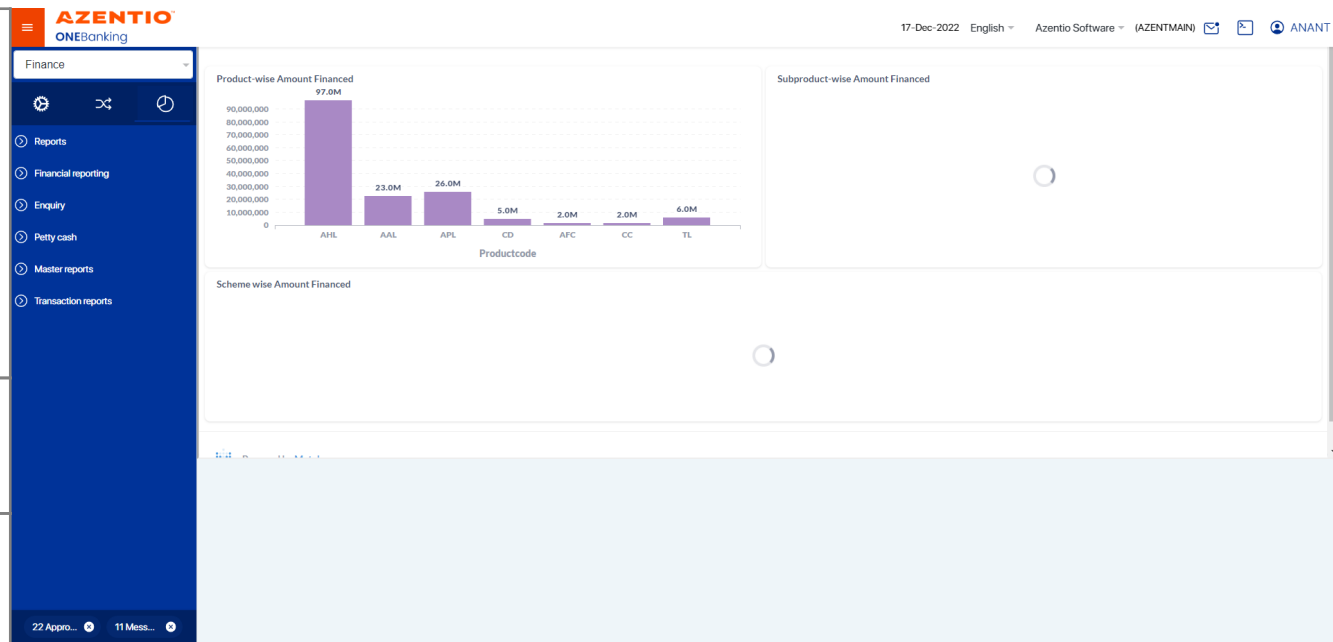 AZENTIO
ONEBanking
17-Dec-2022 English Azentio Software (AZENTMAIN) ANANT
Finance
Reports
Financial reporting
Enquiry
Petty cash
Master reports
Transaction reports
22 Appro... 11 Mess...
Product-wise Amount Financed
97.0M
90,000,000
80,000,000
70,000,000
60,000,000
50,000,000
40,000,000
30,000,000
20,000,000
10,000,000
0
23.0M 26.0M 5.0M 2.0M 2.0M 6.0M
AHL AAL APL CD AFC CC TL
Productcode
Subproduct-wise Amount Financed
Scheme wise Amount Financed